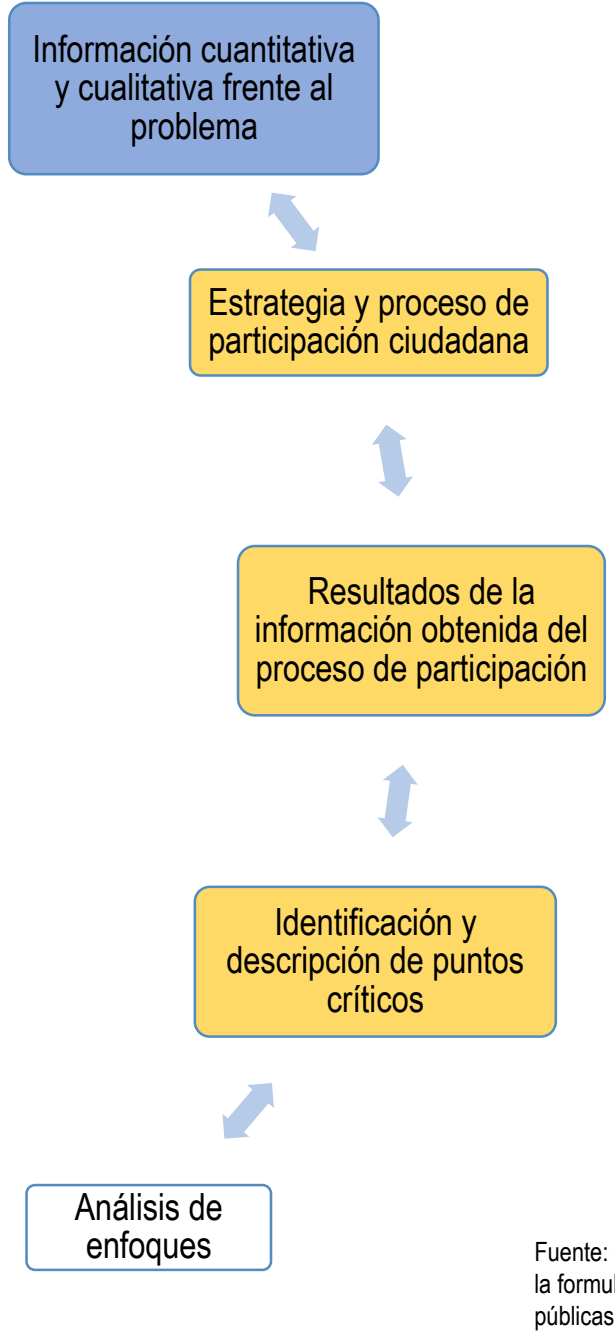 Información cuantitativa
y cualitativa frente al
problema
Estrategia y proceso de
participación ciudadana
Resultados de la
información obtenida del
proceso de participación
Identificación y
descripción de puntos
críticos
Análisis de
enfoques
Fuente:
la
públicas